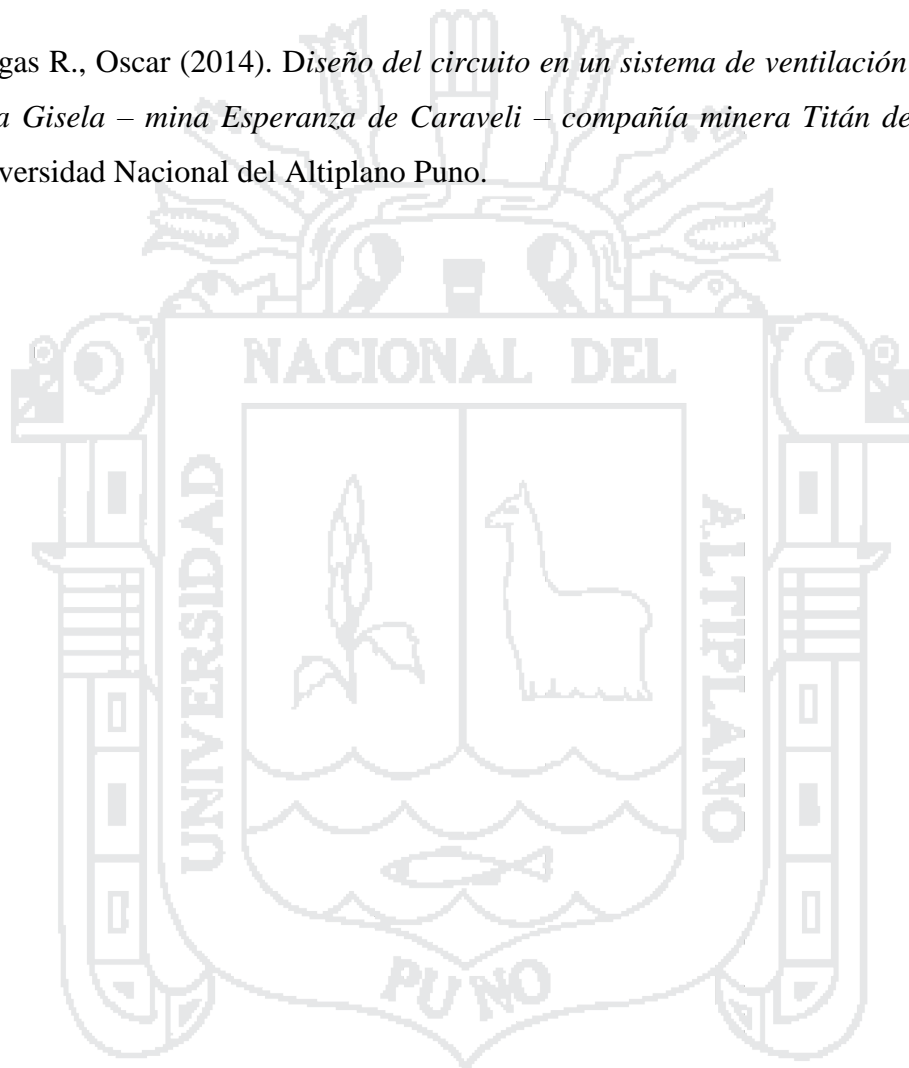 gas R., Oscar (2014). Diseño del circuito en un sistema de ventilación
a Gisela – mina Esperanza de Caraveli – compañía minera Titán de
versidad Nacional del Altiplano Puno.
NACIONAL DEL
UNIVERSIDAD
ALTIPLANO
PUNO